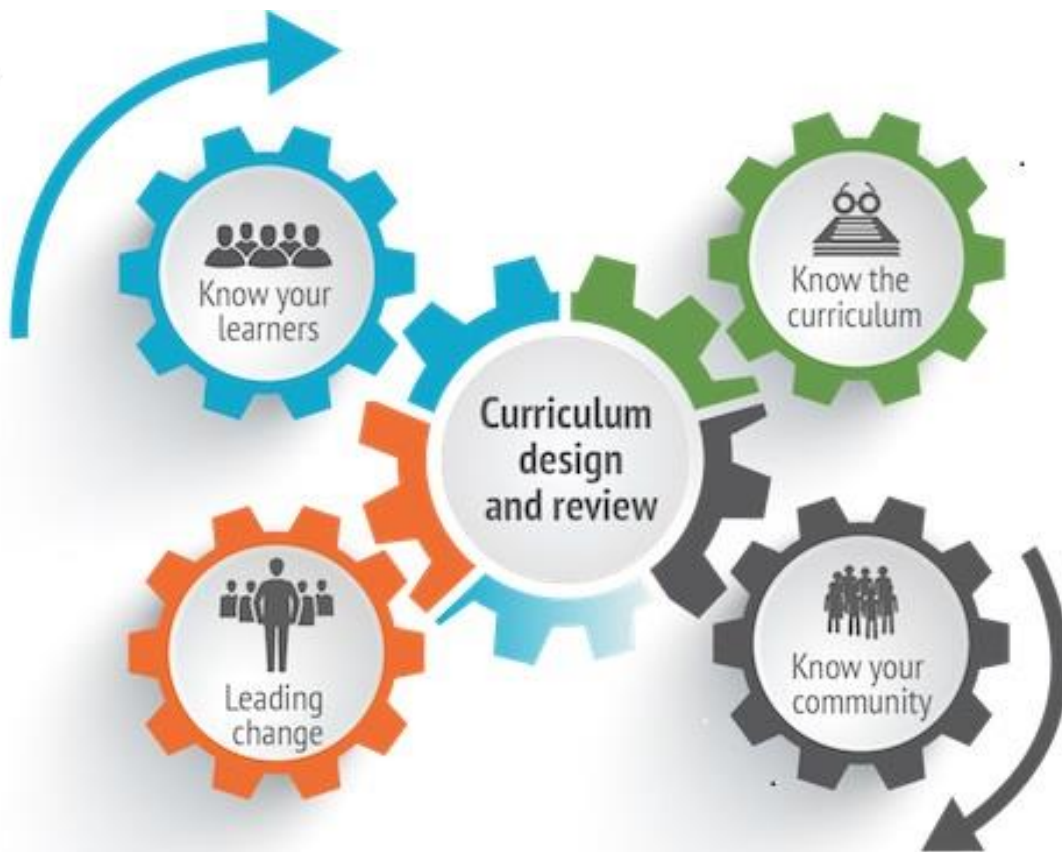 Know your
learners
Know the
curriculum
Curriculum
design
and review
Leading
change
Know your
community